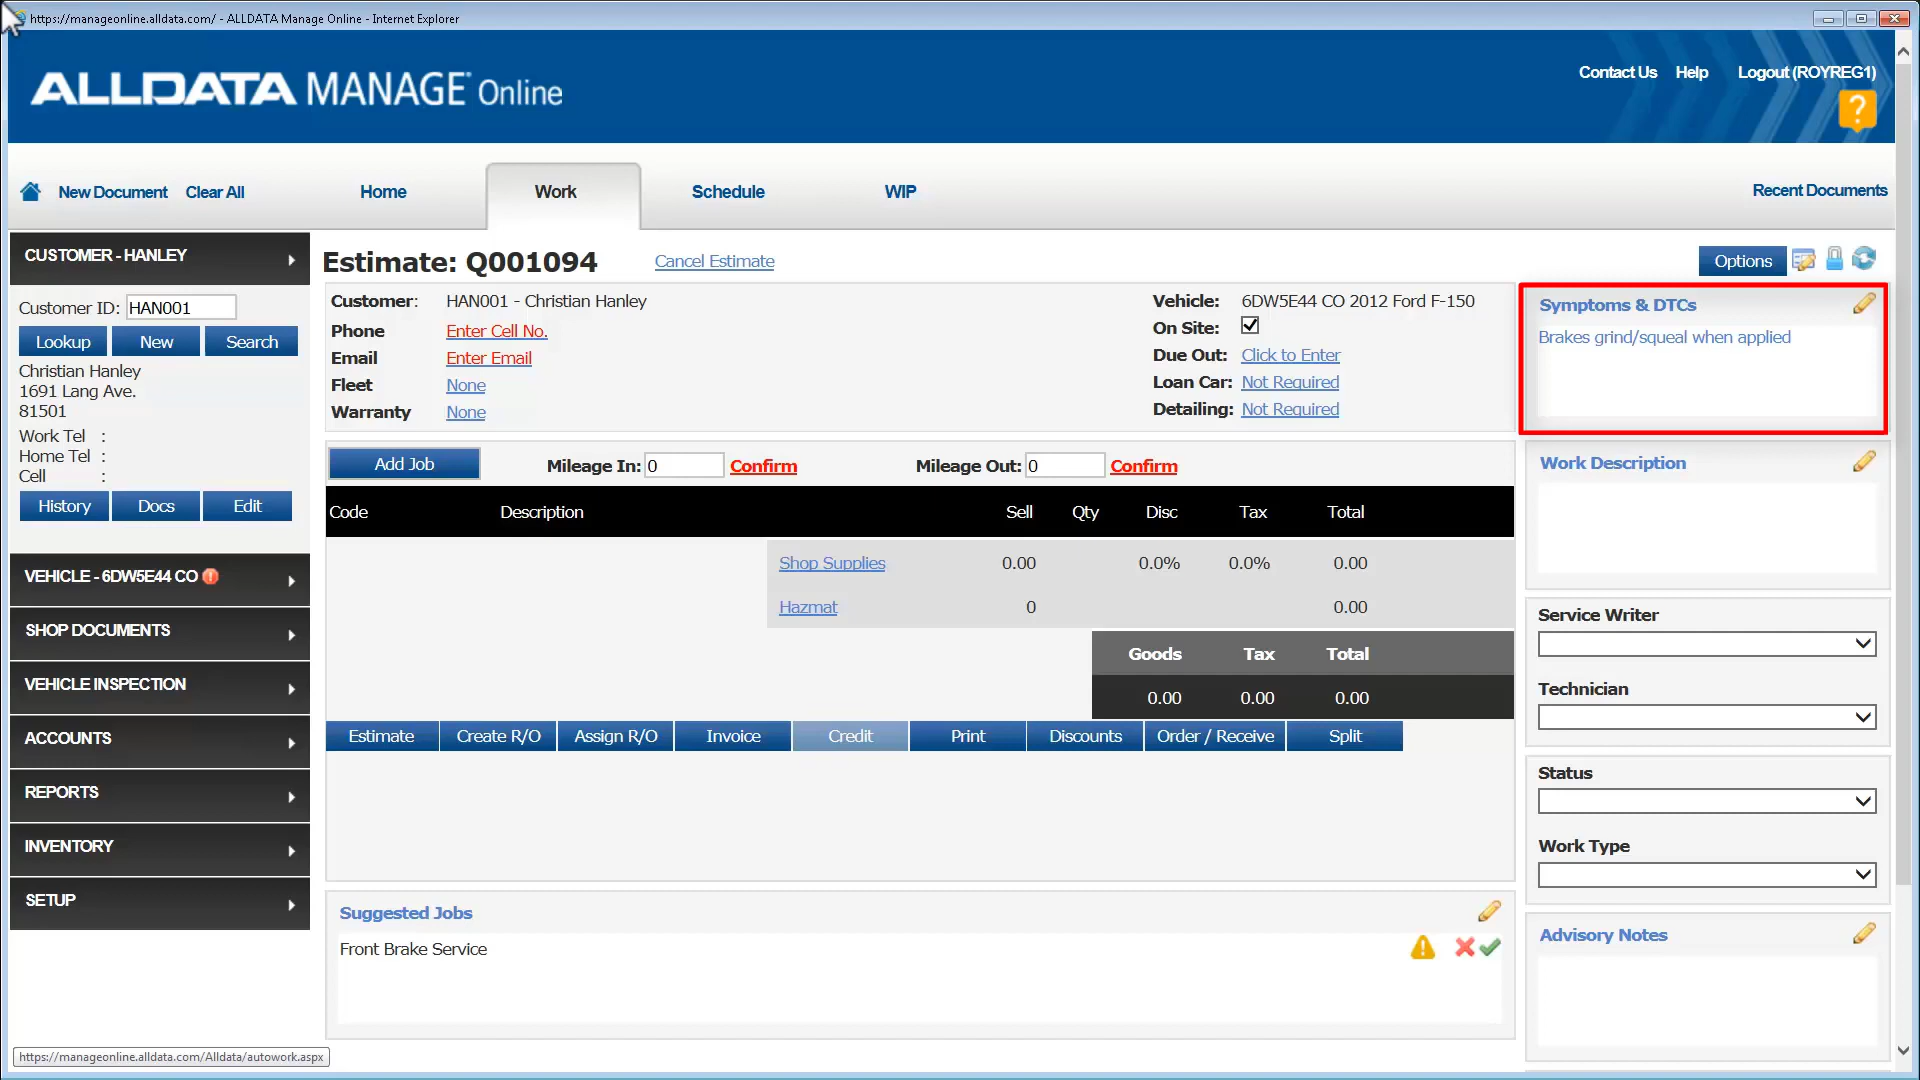 https://manageonline.alldata.com/ - ALLDATA Manage Online - Internet Explorer
ALLDATA MANAGE Online
Contact Us Help Logout (ROYREG1)
?
New Document Clear All Home Work Schedule WIP Recent Documents
CUSTOMER - HANLEY
Customer ID: HAN001
Lookup New Search
Christian Hanley
1691 Lang Ave.
81501
Work Tel :
Home Tel :
Cell :
History Docs Edit
VEHICLE - 6DW5E44 CO
SHOP DOCUMENTS
VEHICLE INSPECTION
ACCOUNTS
REPORTS
INVENTORY
SETUP
Estimate: Q001094 Cancel Estimate Options
Customer: HAN001 - Christian Hanley
Phone Enter Cell No.
Email Enter Email
Fleet None
Warranty None
Vehicle: 6DW5E44 CO 2012 Ford F-150
On Site:
Due Out: Click to Enter
Loan Car: Not Required
Detailing: Not Required
Add Job Mileage In: 0 Confirm Mileage Out: 0 Confirm
Code Description Sell Qty Disc Tax Total
Shop Supplies 0.00 0.0% 0.0% 0.00
Hazmat 0 0.00
Goods Tax Total
0.00 0.00 0.00
Estimate Create R/O Assign R/O Invoice Credit Print Discounts Order / Receive Split
Suggested Jobs
Front Brake Service
Symptoms & DTCs
Brakes grind/squeal when applied
Work Description
Service Writer
Technician
Status
Work Type
Advisory Notes
https://manageonline.alldata.com/Alldata/autowork.aspx